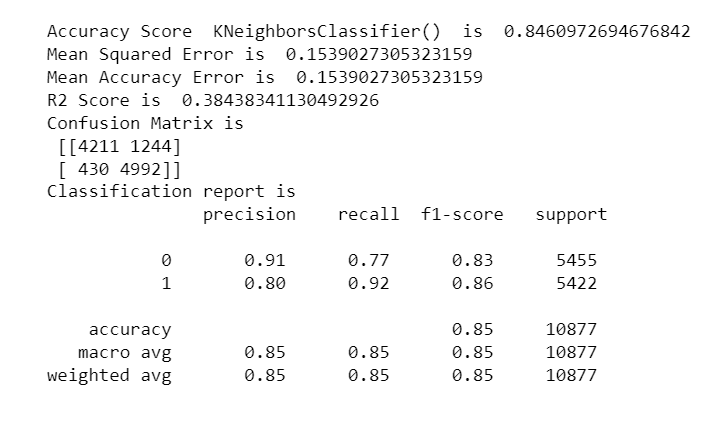 Accuracy Score  KNeighborsClassifier()  is  0.8460972694676842
Mean Squared Error is  0.1539027305323159
Mean Accuracy Error is  0.1539027305323159
R2 Score is  0.38438341130492926
Confusion Matrix is
 [[4211 1244]
 [ 430 4992]]
Classification report is
               precision    recall  f1-score   support
           0       0.91      0.77      0.83      5455
           1       0.80      0.92      0.86      5422
    accuracy                           0.85     10877
   macro avg       0.85      0.85      0.85     10877
weighted avg       0.85      0.85      0.85     10877